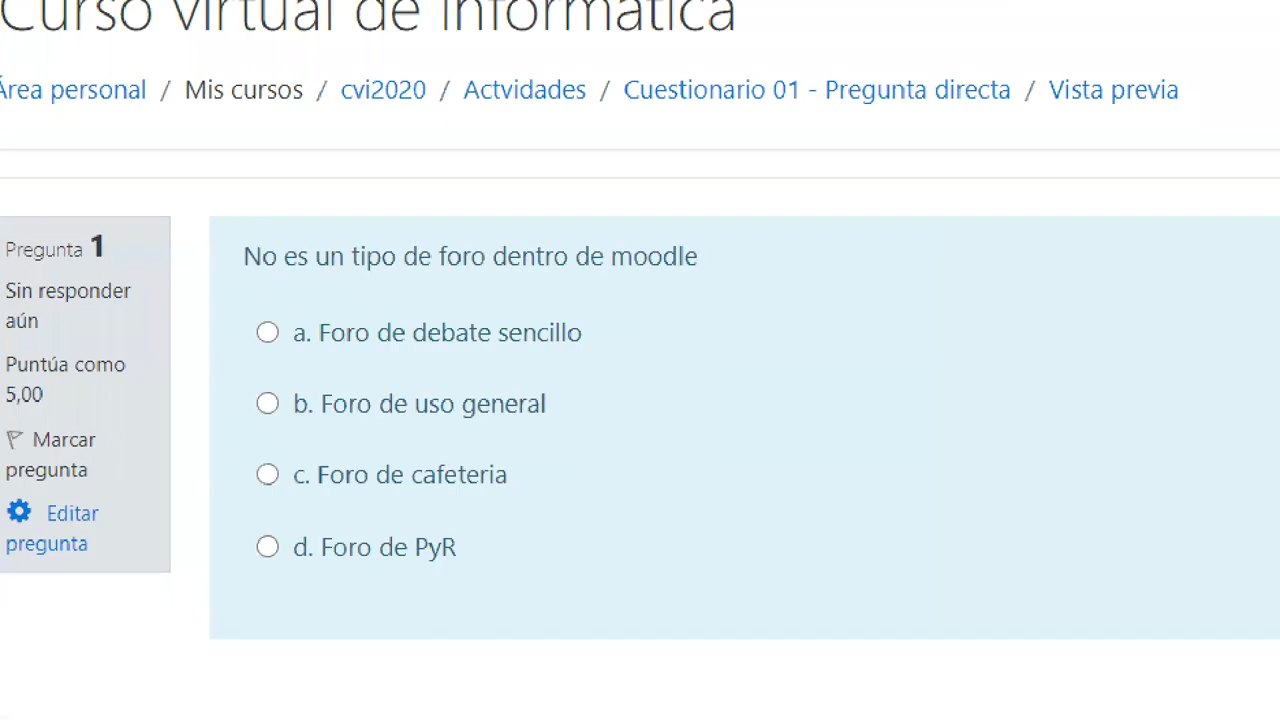 Curso virtual de informática
Área personal / Mis cursos / cvi2020 / Actvidades / Cuestionario 01 - Pregunta directa / Vista previa
Pregunta 1
Sin responder
aún
Puntúa como
5,00
Marcar
pregunta
Editar
pregunta
No es un tipo de foro dentro de moodle
a. Foro de debate sencillo
b. Foro de uso general
c. Foro de cafeteria
d. Foro de PyR